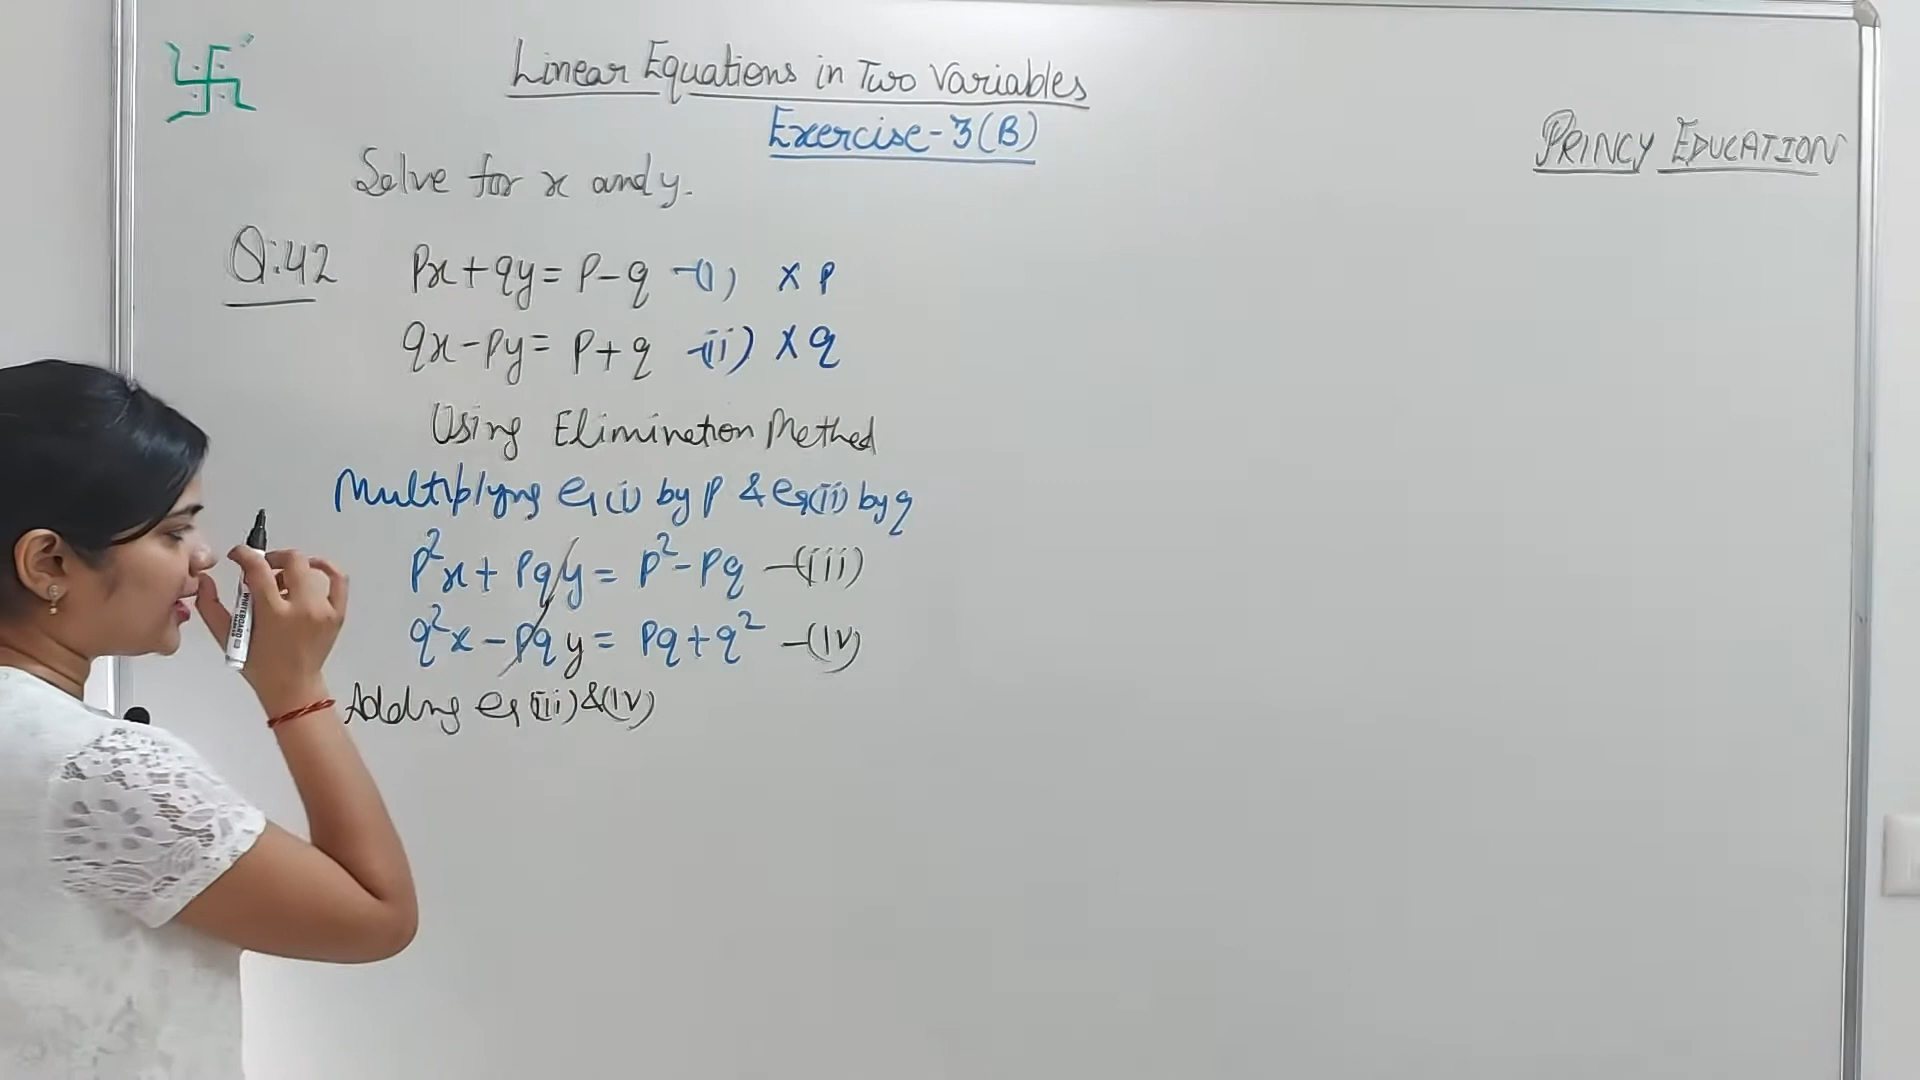 Linear Equations in Two Variables
Exercise-3(B)
PRINCY EDUCATION
Solve for x and y.
Q:42 Px+qy= P-q -(i) × P
qx-py= P+q -(ii) × q
Using Elimination Method
Multiplying eq(i) by p & eq(ii) by q
p²x + pqy = p²-pq -(iii)
q²x - pqy = pq+q² -(iv)
Adding eq (iii) & (iv)
WHITEBOARD